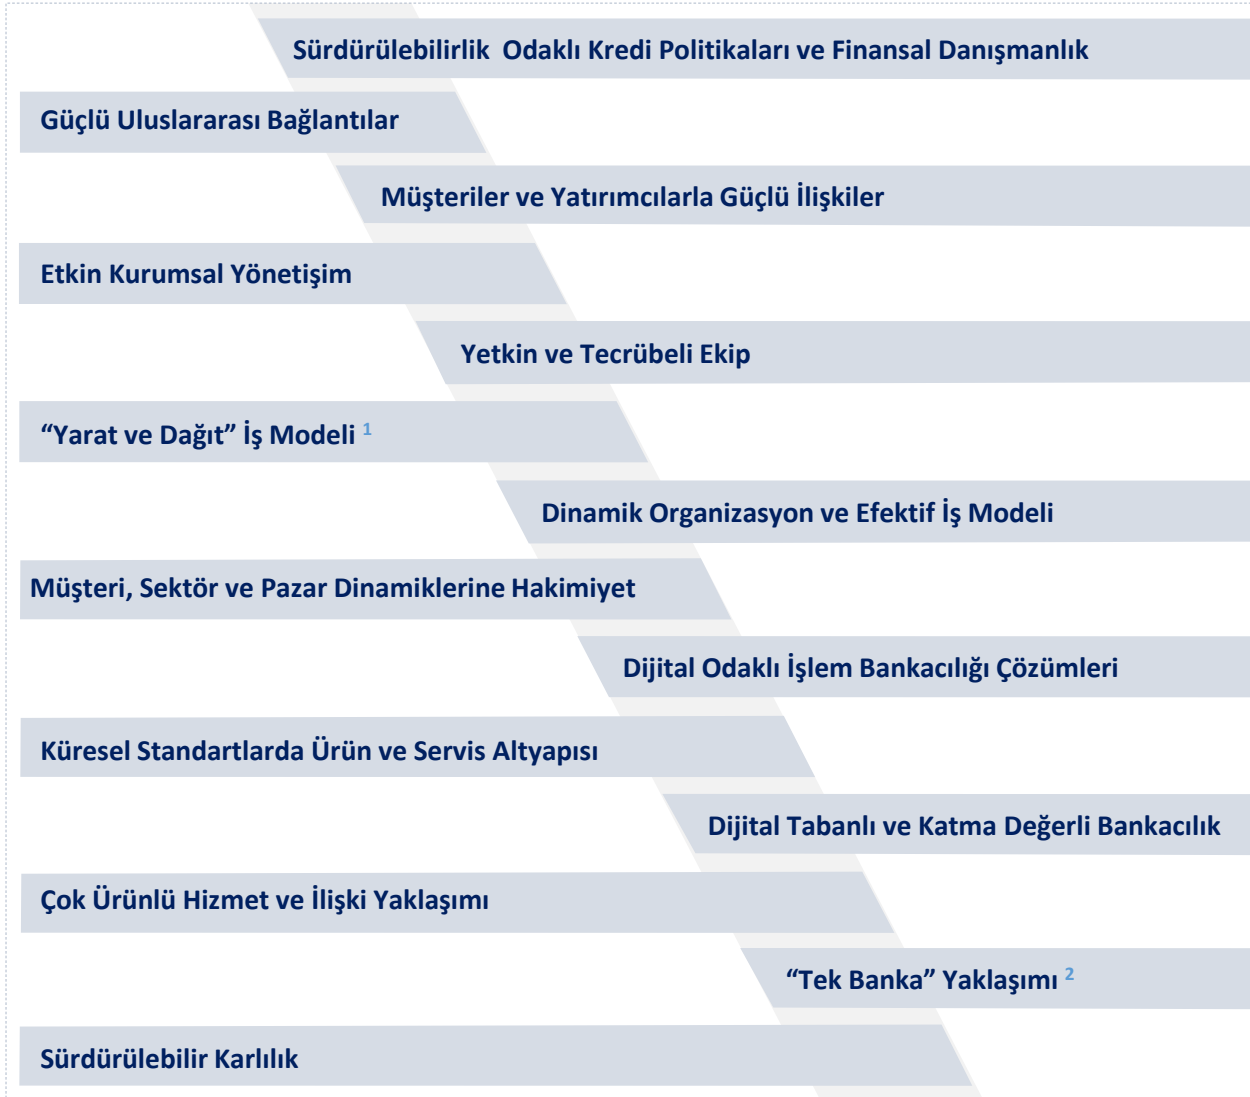 Sürdürülebilirlik Odaklı Kredi Politikaları ve Finansal Danışmanlık
Güçlü Uluslararası Bağlantılar
Müşteriler ve Yatırımcılarla Güçlü İlişkiler
Etkin Kurumsal Yönetişim
Yetkin ve Tecrübeli Ekip
“Yarat ve Dağıt” İş Modeli 1
Dinamik Organizasyon ve Efektif İş Modeli
Müşteri, Sektör ve Pazar Dinamiklerine Hakimiyet
Dijital Odaklı İşlem Bankacılığı Çözümleri
Küresel Standartlarda Ürün ve Servis Altyapısı
Dijital Tabanlı ve Katma Değerli Bankacılık
Çok Ürünlü Hizmet ve İlişki Yaklaşımı
“Tek Banka” Yaklaşımı 2
Sürdürülebilir Karlılık